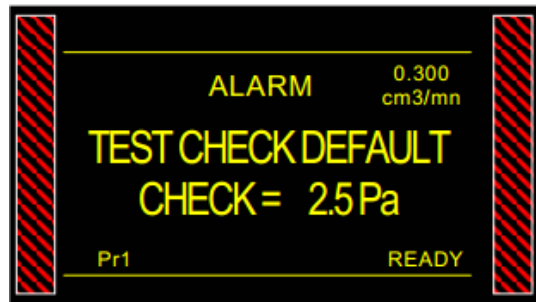 ALARM 0.300
cm3/mn
TEST CHECK DEFAULT
CHECK = 2.5 Pa
Pr1 READY